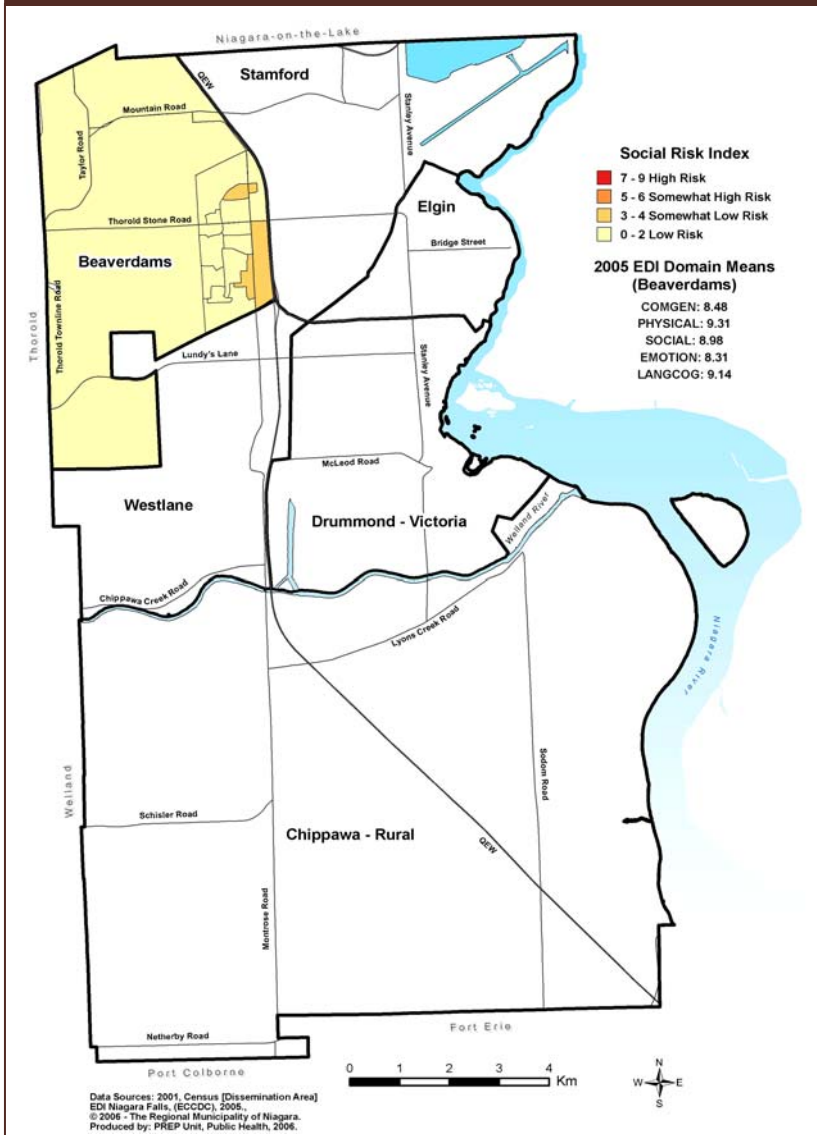 Niagara-on-the-Lake
Stamford
QEW
Mountain Road
Taylor Road
Stanley Avenue
Social Risk Index
7 - 9 High Risk
5 - 6 Somewhat High Risk
3 - 4 Somewhat Low Risk
0 - 2 Low Risk
Elgin
Thorold Stone Road
Bridge Street
Beaverdams
2005 EDI Domain Means
(Beaverdams)
COMGEN: 8.48
PHYSICAL: 9.31
SOCIAL: 8.98
EMOTION: 8.31
LANGCOG: 9.14
Thorold
Thorold Townline Road
Lundy's Lane
Stanley Avenue
McLeod Road
Westlane
Drummond - Victoria
Welland River
Chippawa Creek Road
Lyons Creek Road
Niagara River
Welland
Sodom Road
Schisler Road
Chippawa - Rural
QEW
Montrose Road
Netherby Road
Fort Erie
Port Colborne
0 1 2 3 4
Km
N
W E
S
Data Sources: 2001, Census [Dissemination Area]
EDI Niagara Falls, (ECCDC), 2005.,
© 2006 - The Regional Municipality of Niagara.
Produced by: PREP Unit, Public Health, 2006.